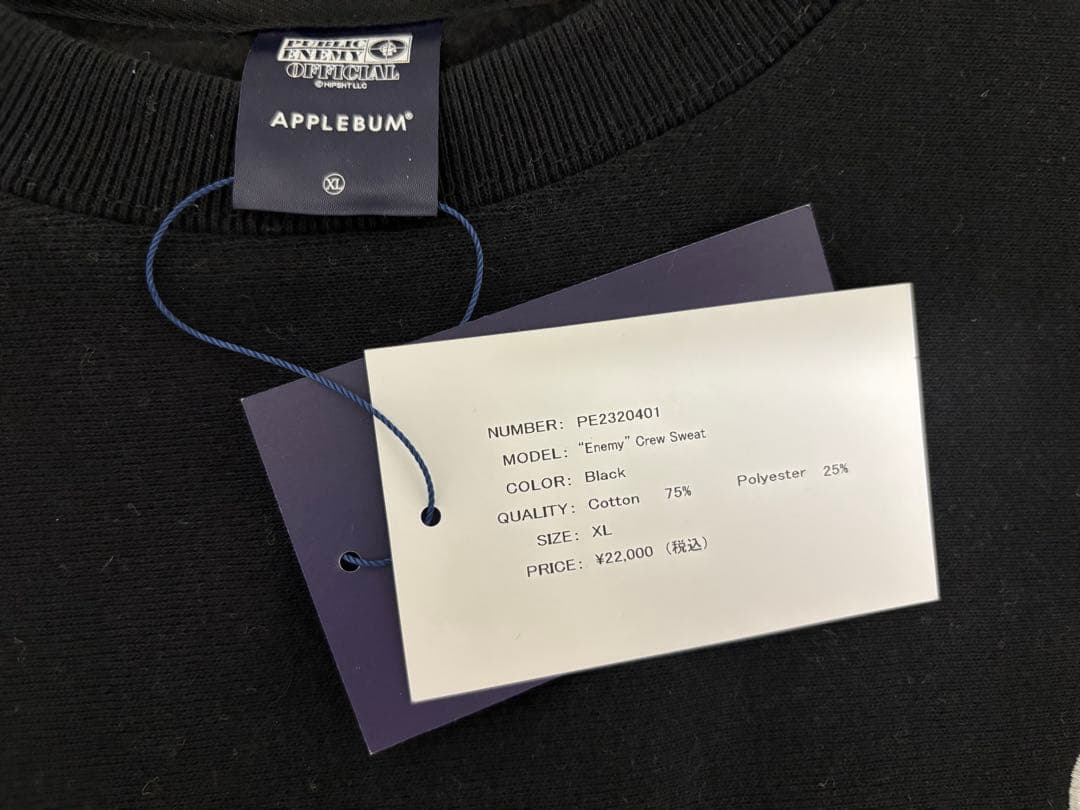 PUBLIC
ENEMY
OFFICIAL
©HIPSHT LLC
APPLEBUM®
XL
NUMBER: PE2320401
MODEL: "Enemy" Crew Sweat
COLOR: Black
QUALITY: Cotton 75% Polyester 25%
SIZE: XL
PRICE: ¥22,000 (税込)